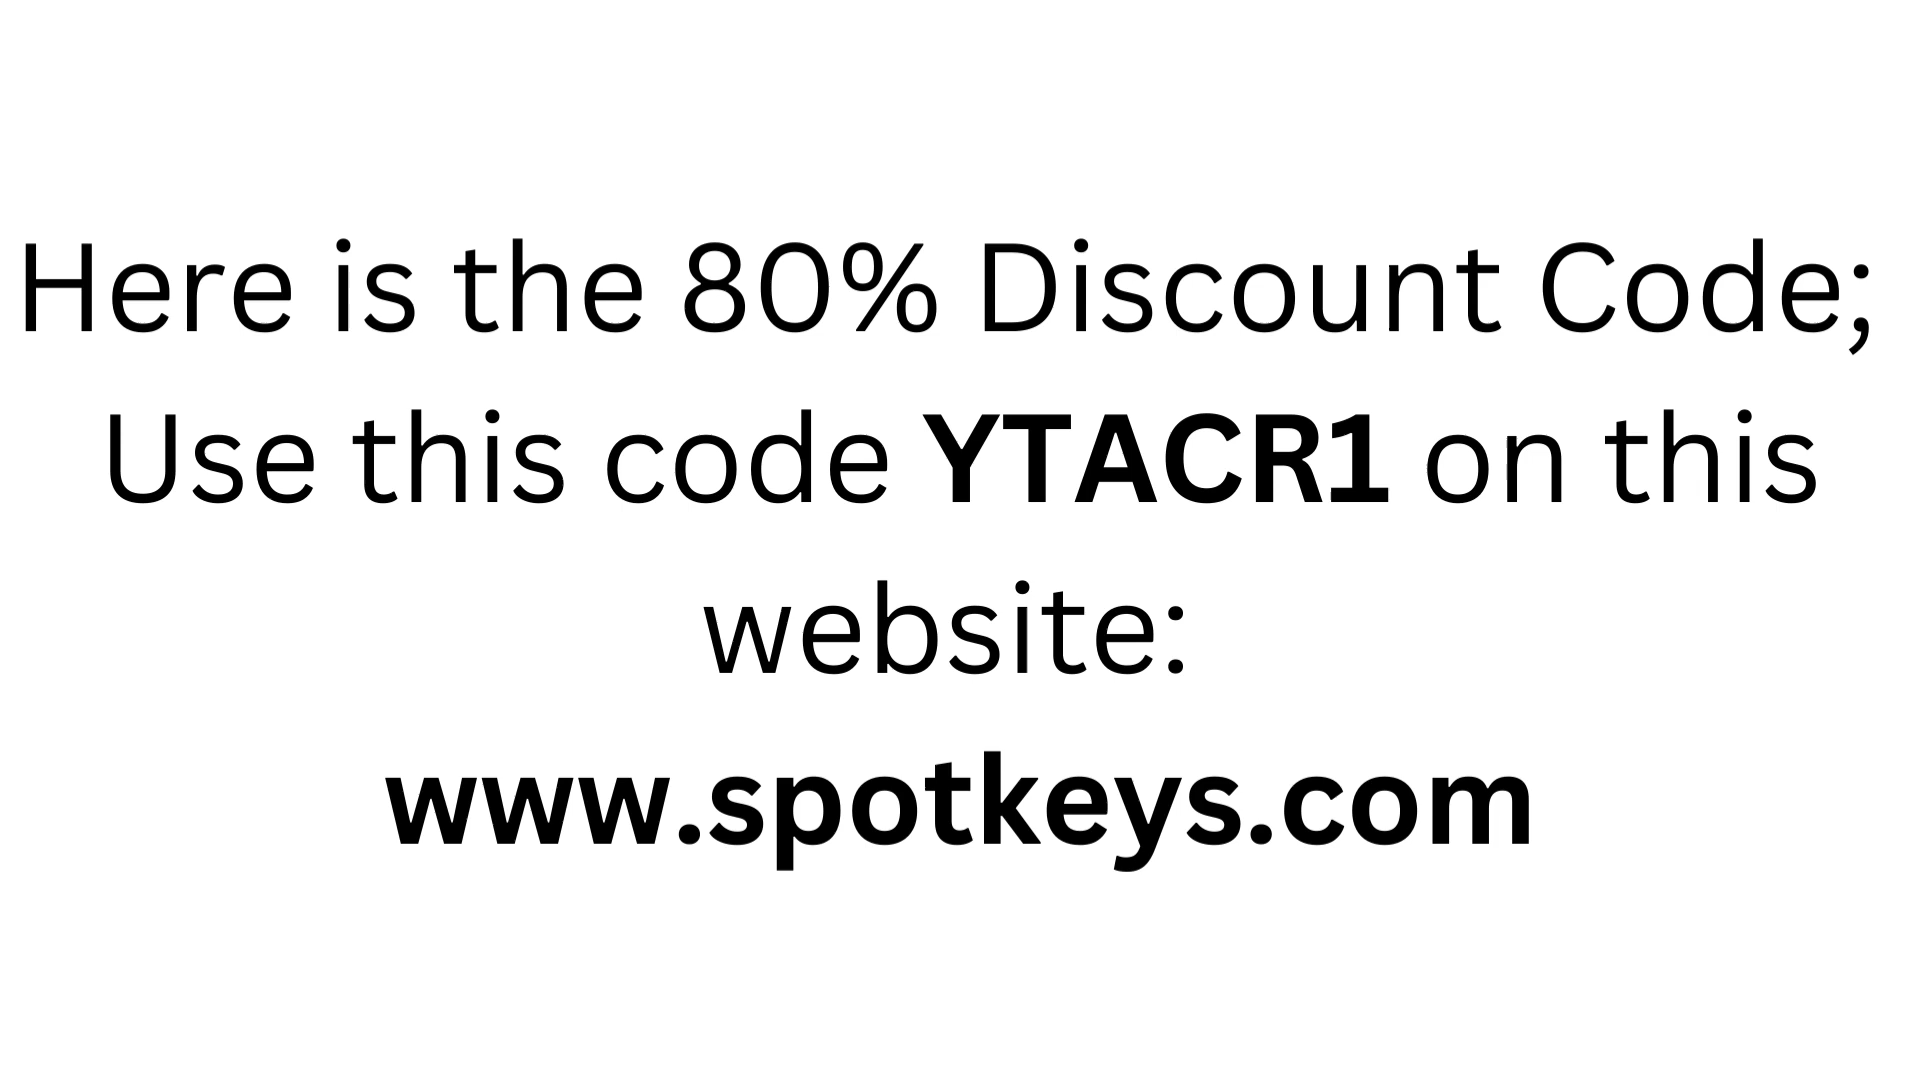 Here is the 80% Discount Code;
Use this code YTACR1 on this
website:
www.spotkeys.com